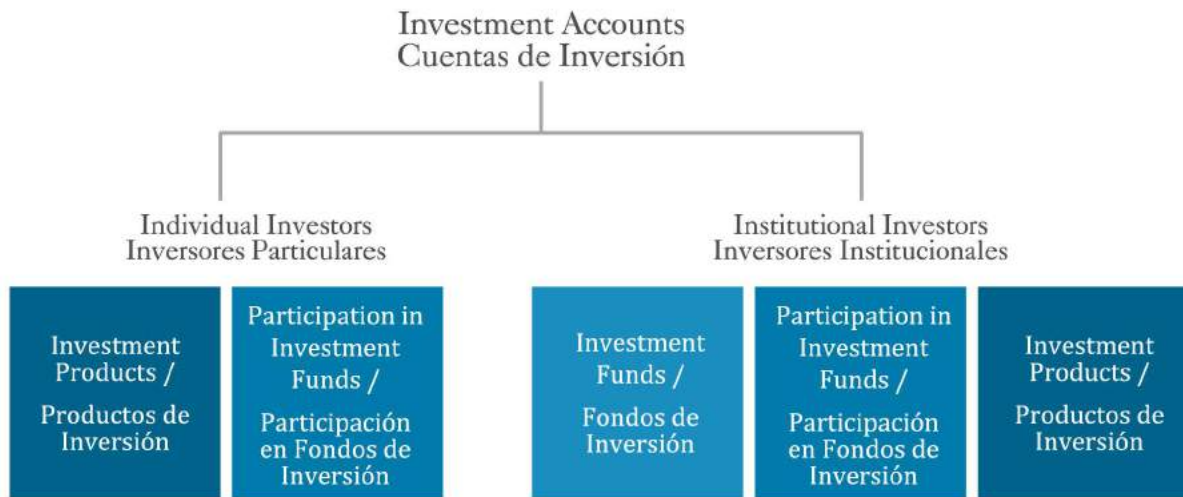 Investment Accounts
Cuentas de Inversión
Individual Investors
Inversores Particulares
Institutional Investors
Inversores Institucionales
Investment
Products /
Productos de
Inversión
Participation in
Investment
Funds /
Participación
en Fondos de
Inversión
Investment
Funds /
Fondos de
Inversión
Participation in
Investment
Funds /
Participación
en Fondos de
Inversión
Investment
Products /
Productos de
Inversión